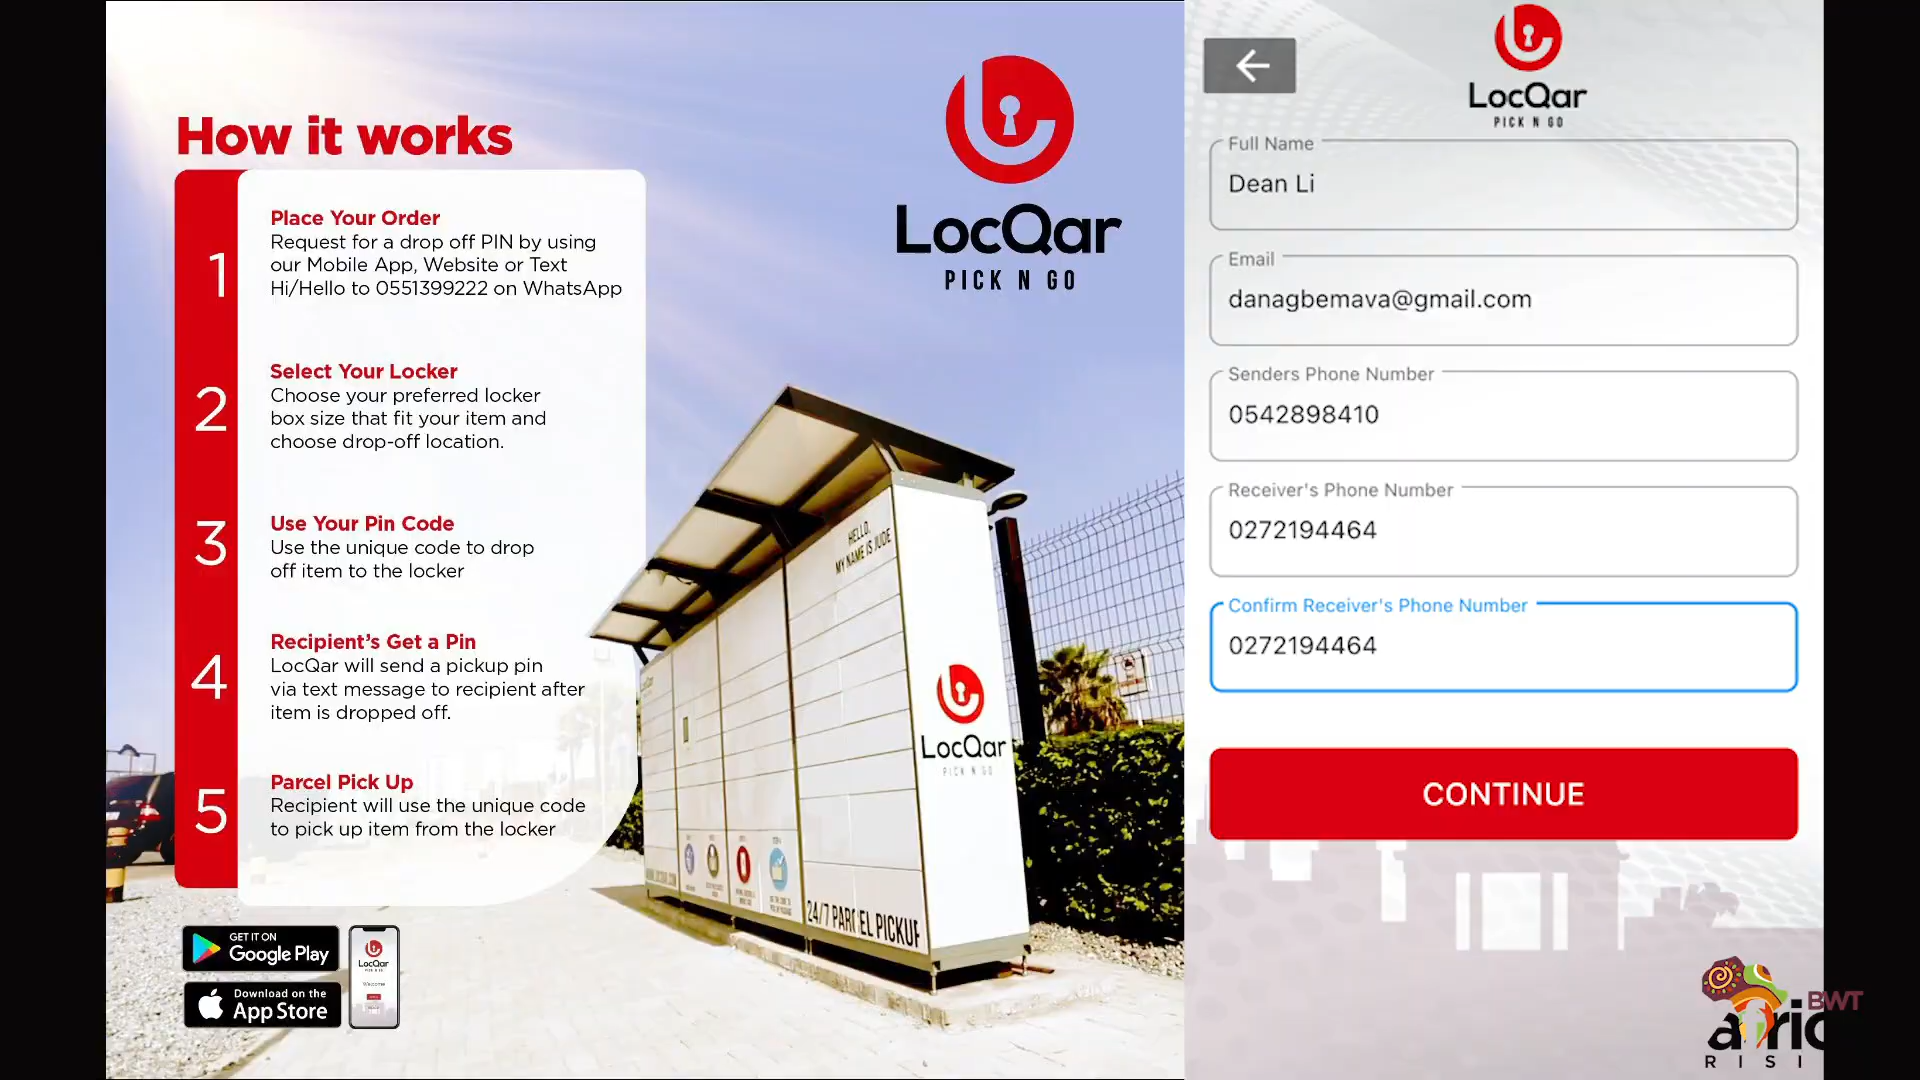 How it works
1
Place Your Order
Request for a drop off PIN by using
our Mobile App, Website or Text
Hi/Hello to 0551399222 on WhatsApp
2
Select Your Locker
Choose your preferred locker
box size that fit your item and
choose drop-off location.
3
Use Your Pin Code
Use the unique code to drop
off item to the locker
4
Recipient's Get a Pin
LocQar will send a pickup pin
via text message to recipient after
item is dropped off.
5
Parcel Pick Up
Recipient will use the unique code
to pick up item from the locker
GET IT ON
Google Play
Download on the
App Store
LocQar
Welcome
LocQar
PICK N GO
HELLO,
MY NAME IS JUDE
LocQar
PICK N GO
24/7 PARCEL PICKUP
LocQar
PICK N GO
Full Name
Dean Li
Email
danagbemava@gmail.com
Senders Phone Number
0542898410
Receiver's Phone Number
0272194464
Confirm Receiver's Phone Number
0272194464
CONTINUE
BWT
afric
RISI